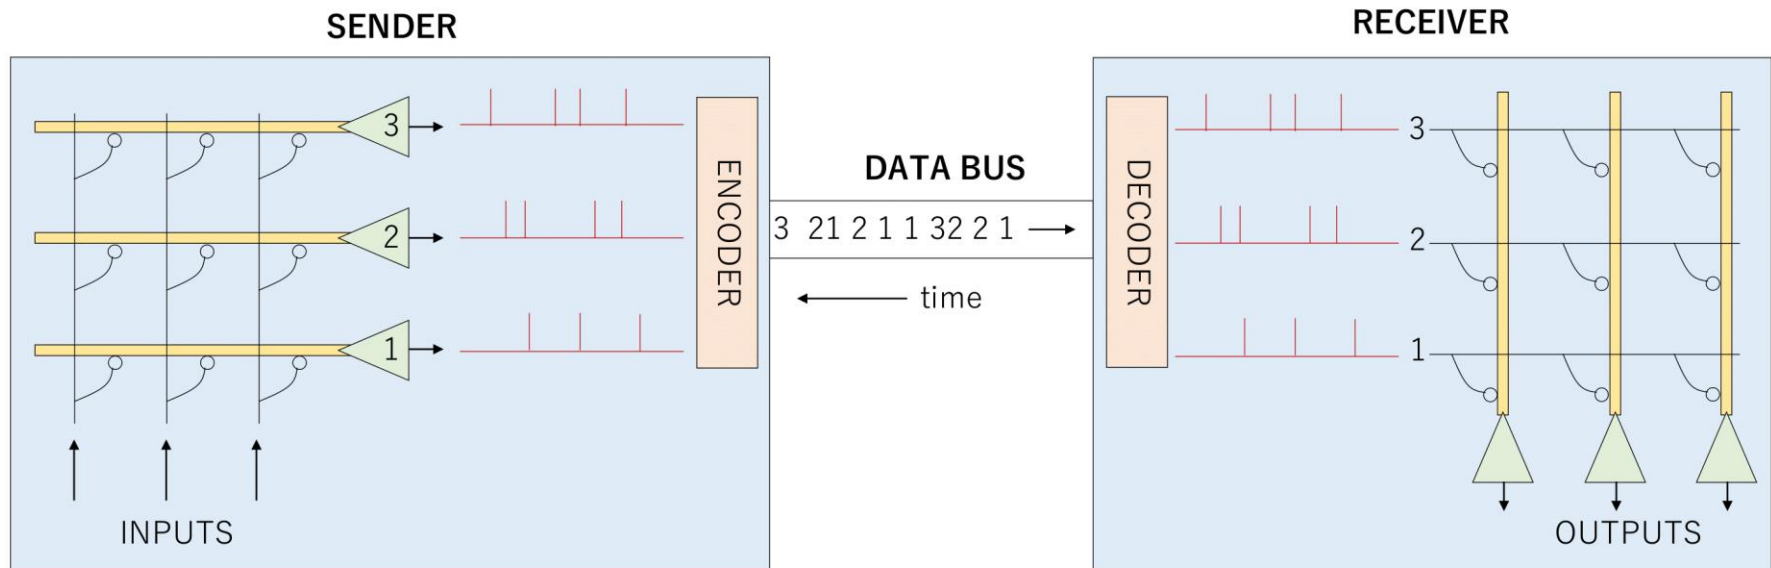 SENDER
RECEIVER
3
2
1
ENCODER
INPUTS
DATA BUS
3 21 2 1 1 32 2 1
time
DECODER
3
2
1
OUTPUTS